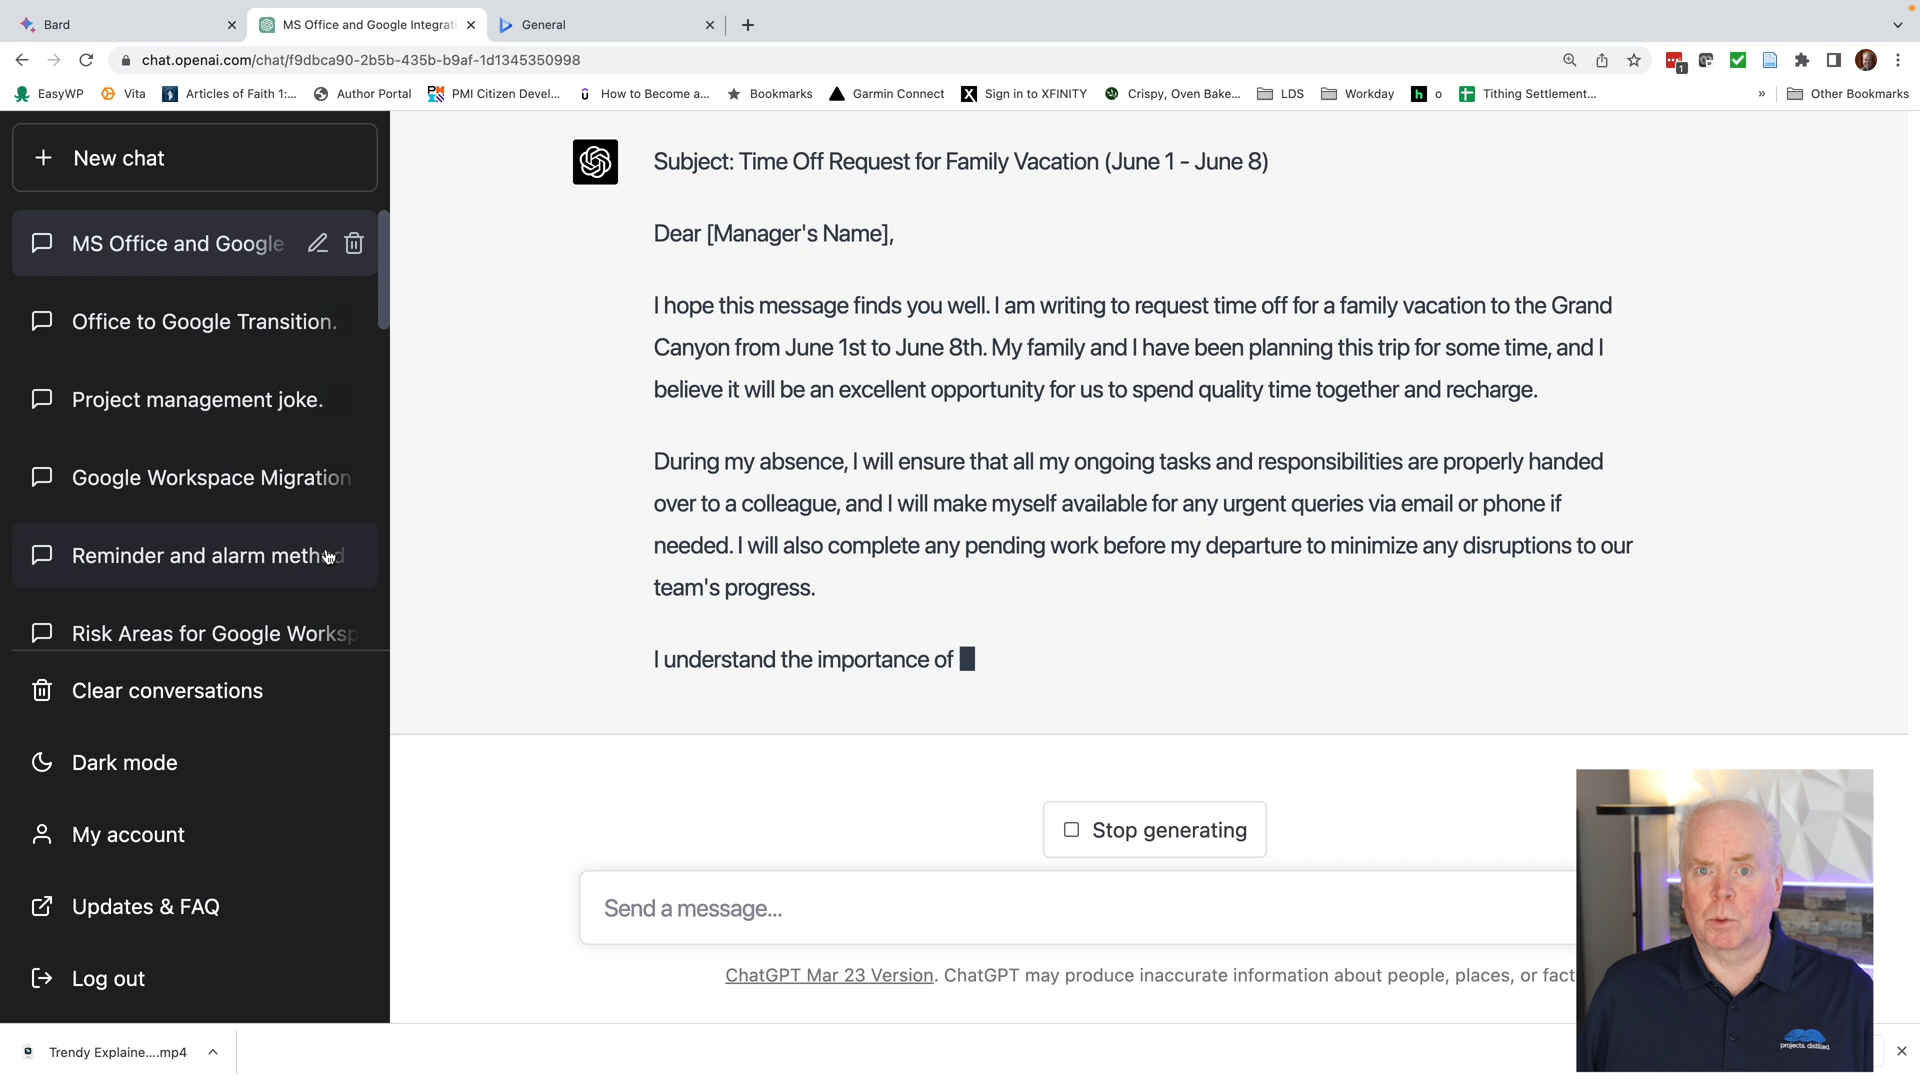 Bard
MS Office and Google Integrati
General
chat.openai.com/chat/f9dbca90-2b5b-435b-b9af-1d1345350998
1
EasyWP
Vita
Articles of Faith 1:...
Author Portal
PMI Citizen Devel...
How to Become a...
Bookmarks
Garmin Connect
Sign in to XFINITY
Crispy, Oven Bake...
LDS
Workday
h o
Tithing Settlement...
» Other Bookmarks
+ New chat
MS Office and Google
Office to Google Transition.
Project management joke.
Google Workspace Migration
Reminder and alarm method
Risk Areas for Google Worksp
Clear conversations
Dark mode
My account
Updates & FAQ
Log out
Subject: Time Off Request for Family Vacation (June 1 - June 8)
Dear [Manager's Name],
I hope this message finds you well. I am writing to request time off for a family vacation to the Grand
Canyon from June 1st to June 8th. My family and I have been planning this trip for some time, and I
believe it will be an excellent opportunity for us to spend quality time together and recharge.
During my absence, I will ensure that all my ongoing tasks and responsibilities are properly handed
over to a colleague, and I will make myself available for any urgent queries via email or phone if
needed. I will also complete any pending work before my departure to minimize any disruptions to our
team's progress.
I understand the importance of
Stop generating
Send a message...
ChatGPT Mar 23 Version. ChatGPT may produce inaccurate information about people, places, or fact
projects. distilled.
Trendy Explaine....mp4